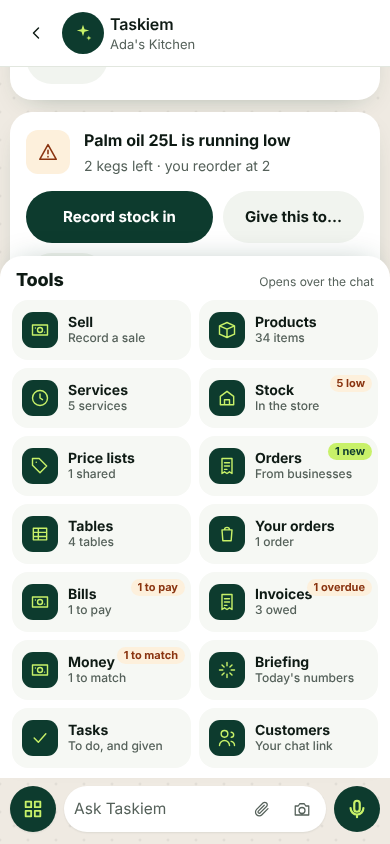 Taskiem
Ada's Kitchen
Palm oil 25L is running low
2 kegs left · you reorder at 2
Record stock in
Give this to...
Tools
Opens over the chat
Sell
Record a sale
Products
34 items
Services
5 services
Stock
5 low
In the store
Price lists
1 shared
Orders
1 new
From businesses
Tables
4 tables
Your orders
1 order
Bills
1 to pay
1 to pay
Invoices
1 overdue
3 owed
Money
1 to match
1 to match
Briefing
Today's numbers
Tasks
To do, and given
Customers
Your chat link
Ask Taskiem